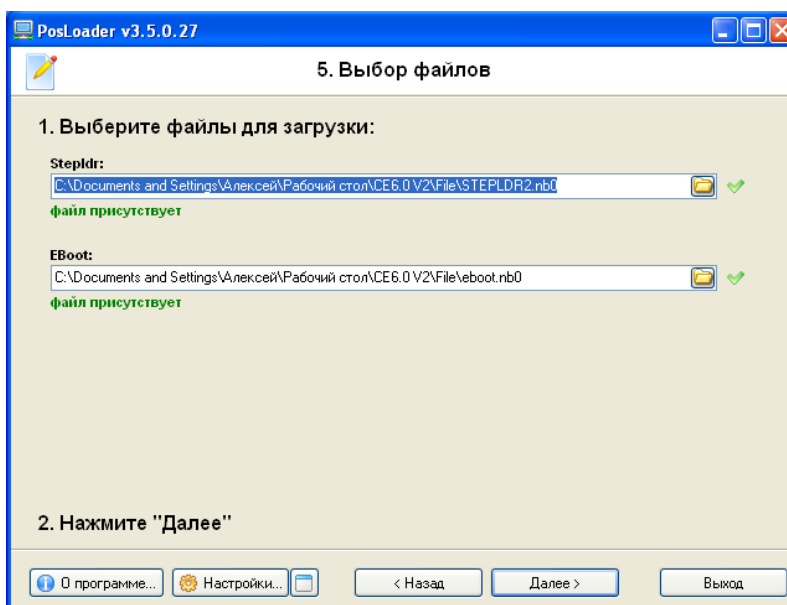 PosLoader v3.5.0.27
5. Выбор файлов
1. Выберите файлы для загрузки:
Stepldr:
C:\Documents and Settings\Алексей\Рабочий стол\CE6.0 V2\File\STEPLDR2.nb0
файл присутствует
EBoot:
C:\Documents and Settings\Алексей\Рабочий стол\CE6.0 V2\File\eboot.nb0
файл присутствует
2. Нажмите "Далее"
О программе... Настройки... < Назад Далее > Выход